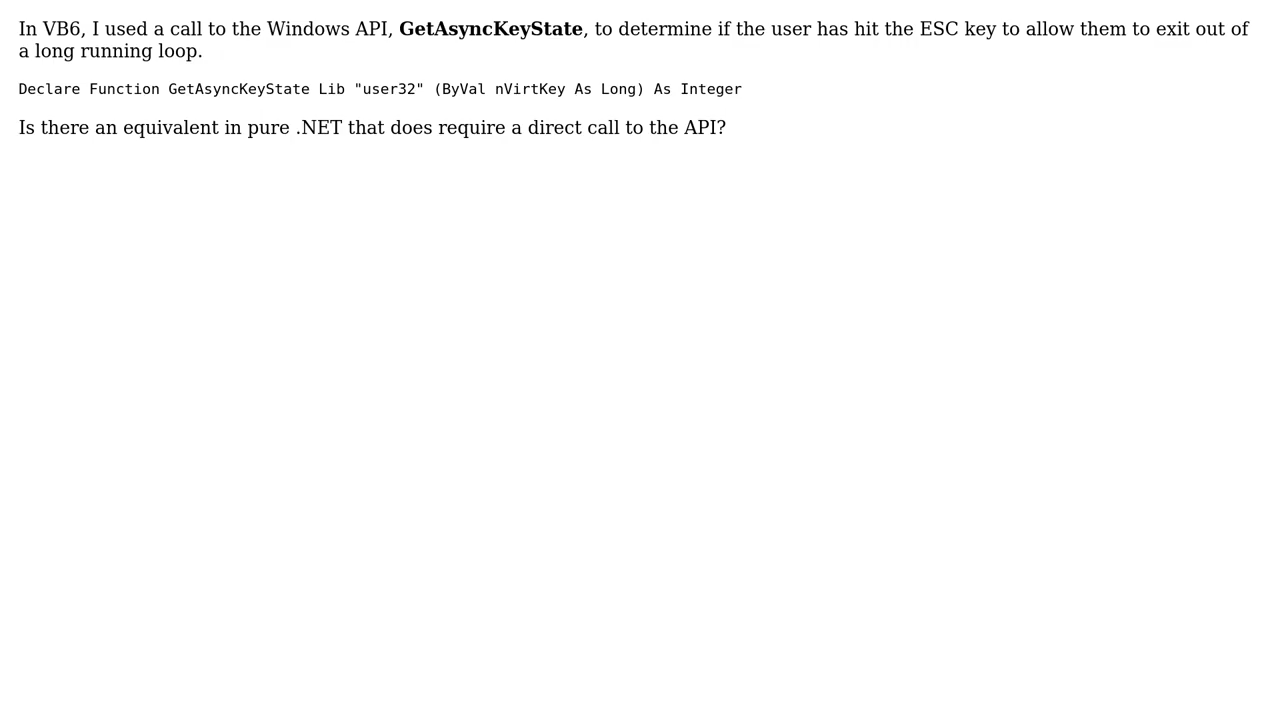 In VB6, I used a call to the Windows API, GetAsyncKeyState, to determine if the user has hit the ESC key to allow them to exit out of
a long running loop.
Declare Function GetAsyncKeyState Lib "user32" (ByVal nVirtKey As Long) As Integer
Is there an equivalent in pure .NET that does require a direct call to the API?